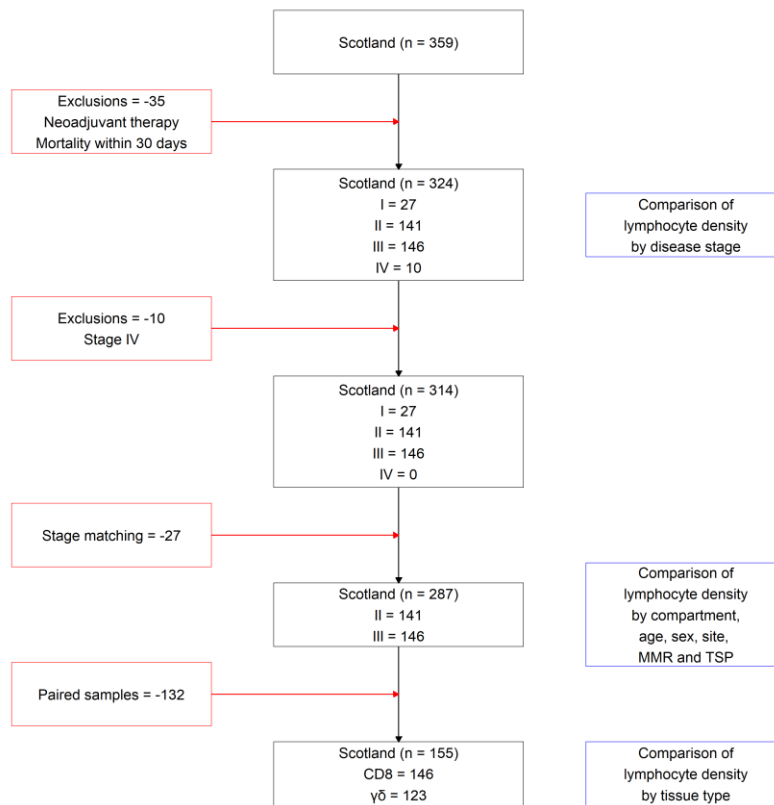 Scotland (n = 359)
Exclusions = -35
Neoadjuvant therapy
Mortality within 30 days
Scotland (n = 324)
I = 27
II = 141
III = 146
IV = 10
Comparison of
lymphocyte density
by disease stage
Exclusions = -10
Stage IV
Scotland (n = 314)
I = 27
II = 141
III = 146
IV = 0
Stage matching = -27
Scotland (n = 287)
II = 141
III = 146
Comparison of
lymphocyte density
by compartment,
age, sex, site,
MMR and TSP
Paired samples = -132
Scotland (n = 155)
CD8 = 146
γδ = 123
Comparison of
lymphocyte density
by tissue type